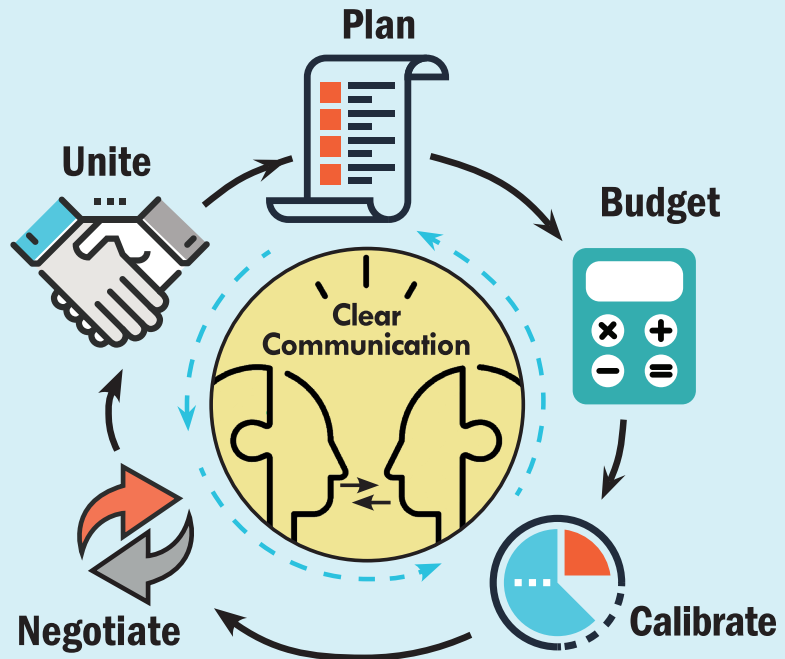 Plan
Unite
Budget
Clear
Communication
Negotiate
Calibrate